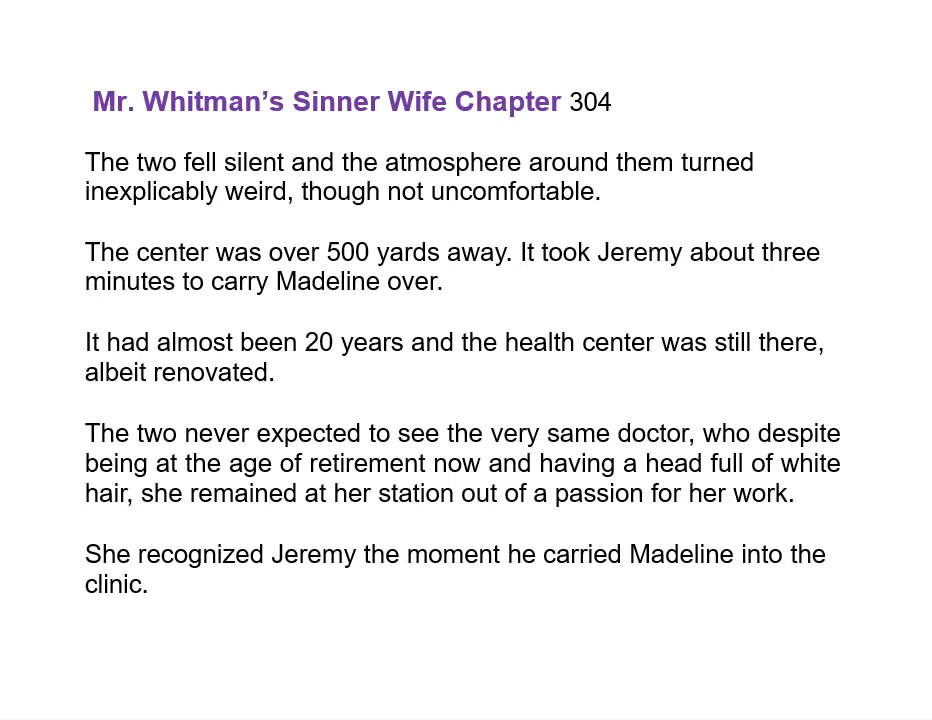 Mr. Whitman’s Sinner Wife Chapter 304
The two fell silent and the atmosphere around them turned
inexplicably weird, though not uncomfortable.
The center was over 500 yards away. It took Jeremy about three
minutes to carry Madeline over.
It had almost been 20 years and the health center was still there,
albeit renovated.
The two never expected to see the very same doctor, who despite
being at the age of retirement now and having a head full of white
hair, she remained at her station out of a passion for her work.
She recognized Jeremy the moment he carried Madeline into the
clinic.